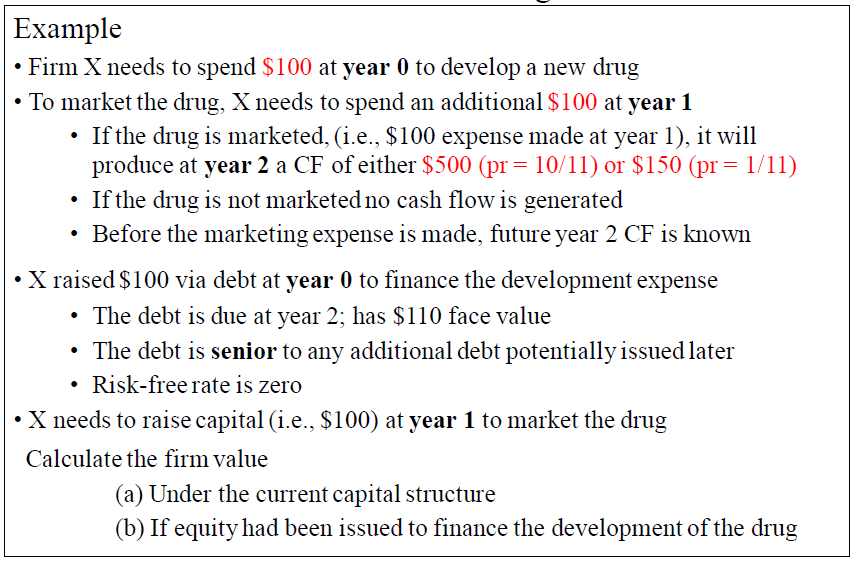 Example
• Firm X needs to spend $100 at year 0 to develop a new drug
• To market the drug, X needs to spend an additional $100 at year 1
• If the drug is marketed, (i.e., $100 expense made at year 1), it will
produce at year 2 a CF of either $500 (pr = 10/11) or $150 (pr = 1/11)
• If the drug is not marketed no cash flow is generated
• Before the marketing expense is made, future year 2 CF is known
• X raised $100 via debt at year 0 to finance the development expense
• The debt is due at year 2; has $110 face value
• The debt is senior to any additional debt potentially issued later
• Risk-free rate is zero
• X needs to raise capital (i.e., $100) at year 1 to market the drug
Calculate the firm value
(a) Under the current capital structure
(b) If equity had been issued to finance the development of the drug